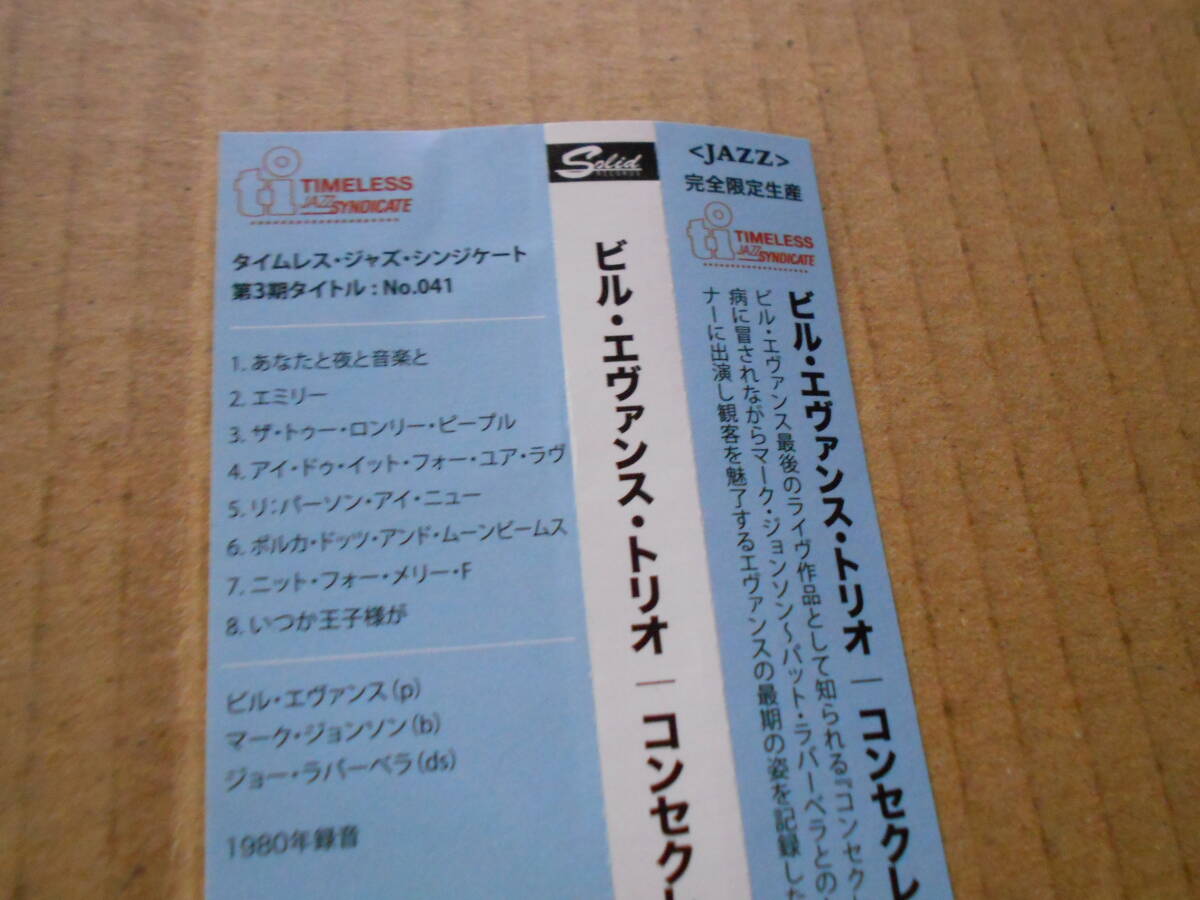 TIMELESS
JAZZ SYNDICATE
タイムレス・ジャズ・シンジケート
第3期タイトル：No.041
1. あなたと夜と音楽と
2. エミリー
3. ザ・トゥー・ロンリー・ピープル
4. アイ・ドゥ・イット・フォー・ユア・ラヴ
5. リ：パーソン・アイ・ニュー
6. ポルカ・ドッツ・アンド・ムーンビームス
7. ニット・フォー・メリー・F
8. いつか王子様が
ビル・エヴァンス(p)
マーク・ジョンソン(b)
ジョー・ラバーベラ(ds)
1980年録音
Solid
RECORDS
ビル・エヴァンス・トリオ｜コンセクレ
<JAZZ>
完全限定生産
TIMELESS
JAZZ SYNDICATE
ビル・エヴァンス・トリオ｜コンセクレ
ビル・エヴァンス最後のライヴ作品として知られる『コンセク
病に冒されながらマーク・ジョンソン〜パット・ラバーベラとの
ナーに出演し観客を魅了するエヴァンスの最期の姿を記録した